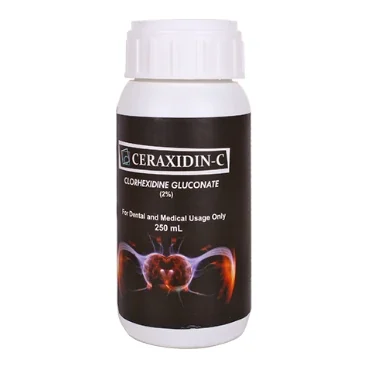 CERAXIDIN-C
CLORHEXIDINE GLUCONATE
(2%)
For Dental and Medical Usage Only
250 mL